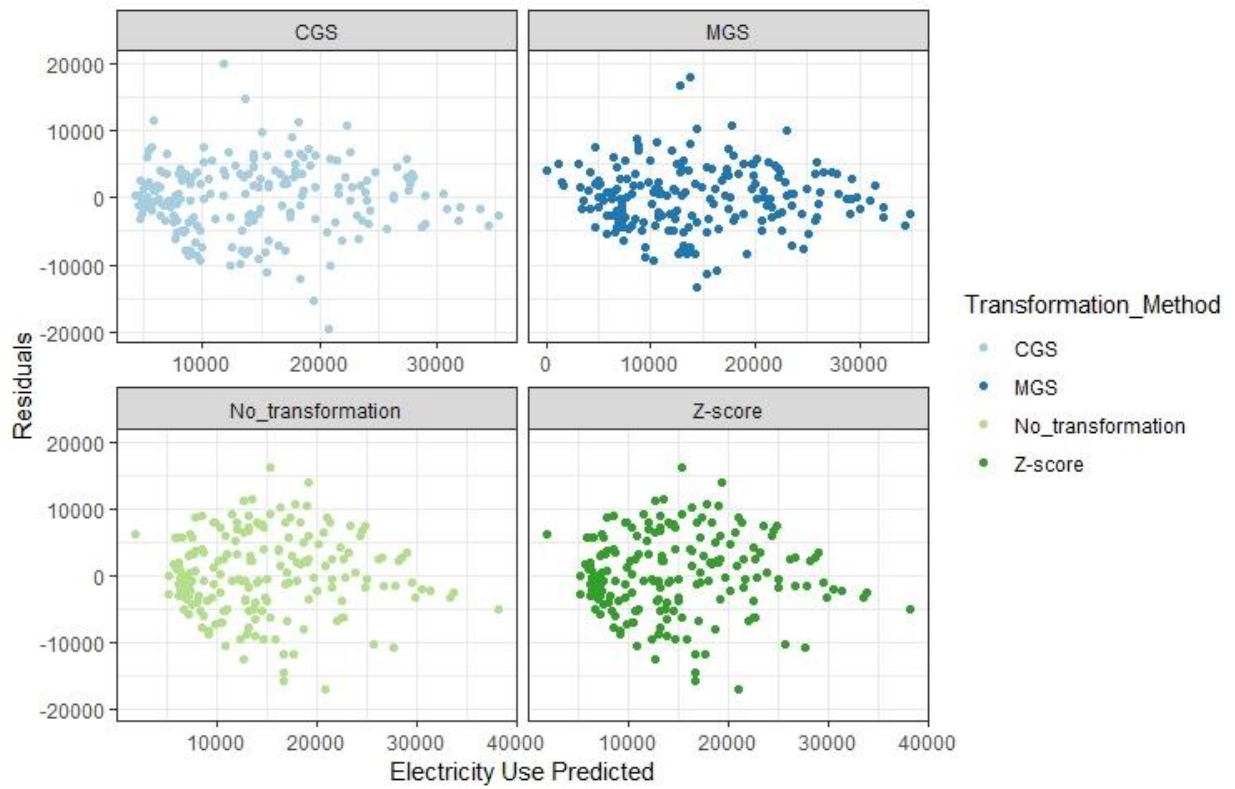 CGS MGS
20000
10000
0
-10000
-20000
10000 20000 30000 0 10000 20000 30000
No_transformation Z-score
20000
10000
0
-10000
-20000
10000 20000 30000 40000 10000 20000 30000 40000
Residuals
Electricity Use Predicted
Transformation_Method
CGS
MGS
No_transformation
Z-score